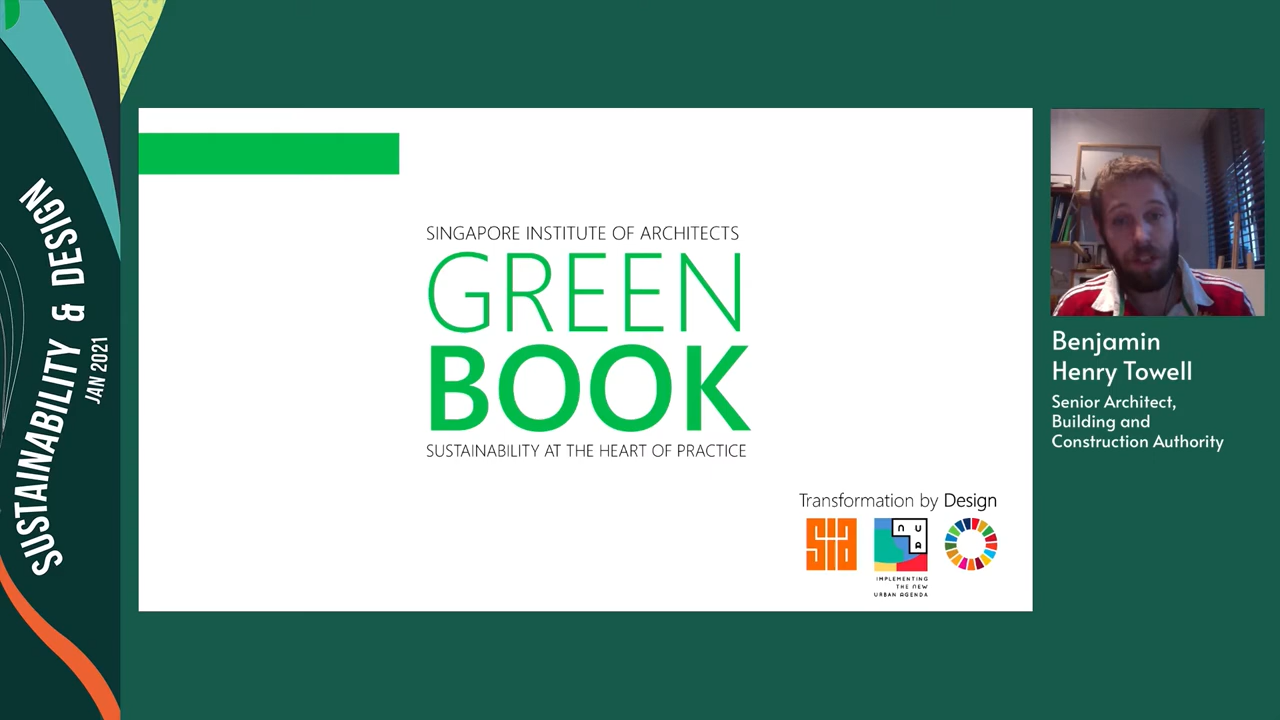 SUSTAINABILITY & DESIGN
JAN 2021
SINGAPORE INSTITUTE OF ARCHITECTS
GREEN
BOOK
SUSTAINABILITY AT THE HEART OF PRACTICE
Transformation by Design
sia
NUA
IMPLEMENTING
THE NEW
URBAN AGENDA
Benjamin
Henry Towell
Senior Architect,
Building and
Construction Authority